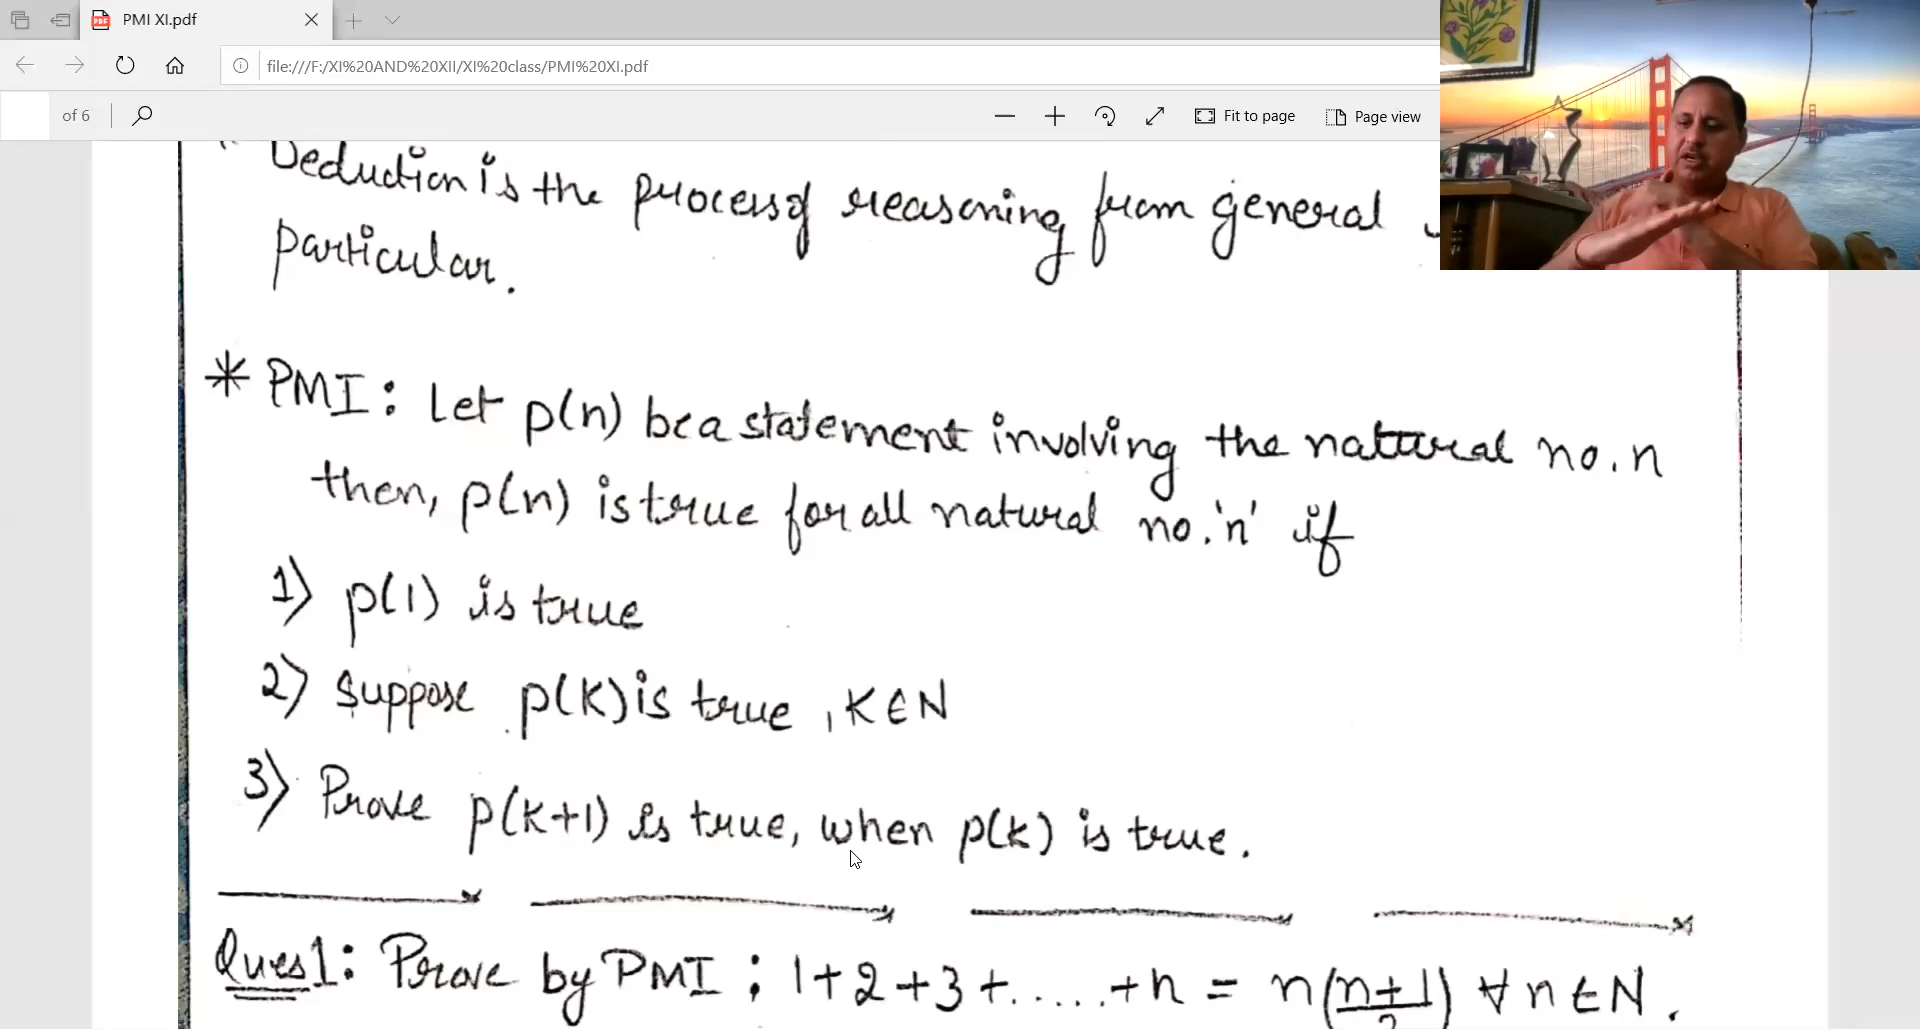 PMI XI.pdf
file:///F:/XI%20AND%20XII/XI%20class/PMI%20XI.pdf
of 6
Fit to page
Page view
Deduction is the process of reasoning from general
particular.
* PMI: Let p(n) be a statement involving the natural no. n
then, p(n) is true for all natural no. 'n' if
1) p(1) is true
2) Suppose p(K) is true, K∈N
3) Prove p(K+1) is true, when p(k) is true.
Ques1: Prove by PMI : 1+2+3+.....+n = n(n+1)/2 ∀ n∈N.